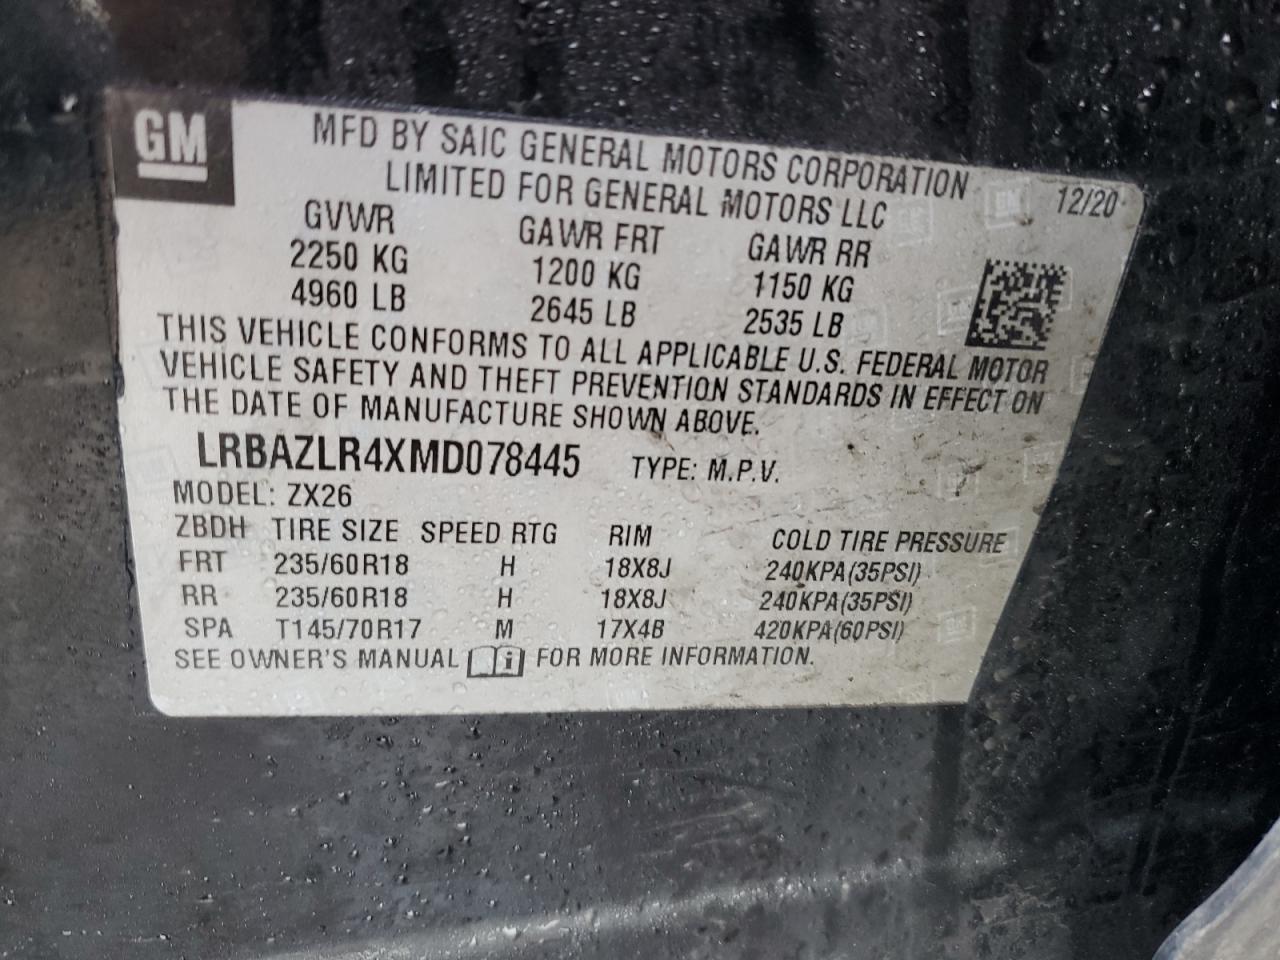 GM
MFD BY SAIC GENERAL MOTORS CORPORATION
LIMITED FOR GENERAL MOTORS LLC
12/20
GVWR GAWR FRT GAWR RR
2250 KG 1200 KG 1150 KG
4960 LB 2645 LB 2535 LB
THIS VEHICLE CONFORMS TO ALL APPLICABLE U.S. FEDERAL MOTOR
VEHICLE SAFETY AND THEFT PREVENTION STANDARDS IN EFFECT ON
THE DATE OF MANUFACTURE SHOWN ABOVE.
LRBAZLR4XMD078445 TYPE: M.P.V.
MODEL: ZX26
ZBDH TIRE SIZE SPEED RTG RIM COLD TIRE PRESSURE
FRT 235/60R18 H 18X8J 240KPA(35PSI)
RR 235/60R18 H 18X8J 240KPA(35PSI)
SPA T145/70R17 M 17X4B 420KPA(60PSI)
SEE OWNER'S MANUAL i FOR MORE INFORMATION.